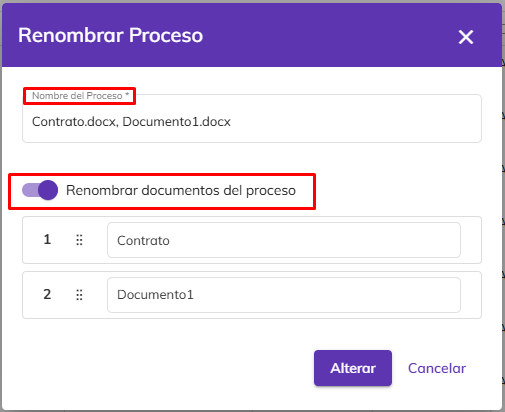 Renombrar Proceso
Nombre del Proceso *
Contrato.docx, Documento1.docx
Renombrar documentos del proceso
1 Contrato
2 Documento1
Alterar Cancelar